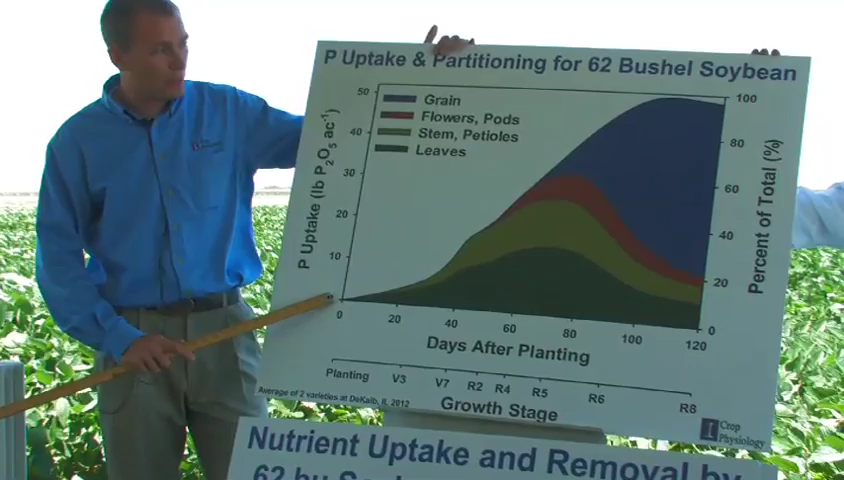 P Uptake & Partitioning for 62 Bushel Soybean
Grain
Flowers, Pods
Stem, Petioles
Leaves
P Uptake (lb P2O5 ac-1)
50
40
30
20
10
0
100
80
60
40
20
0
Percent of Total (%)
0 20 40 60 80 100 120
Days After Planting
Planting V3 V7 R2 R4 R5 R6 R8
Growth Stage
Average of 2 varieties at DeKalb, IL 2012
I Crop
Physiology
Nutrient Uptake and Removal by
62 bu